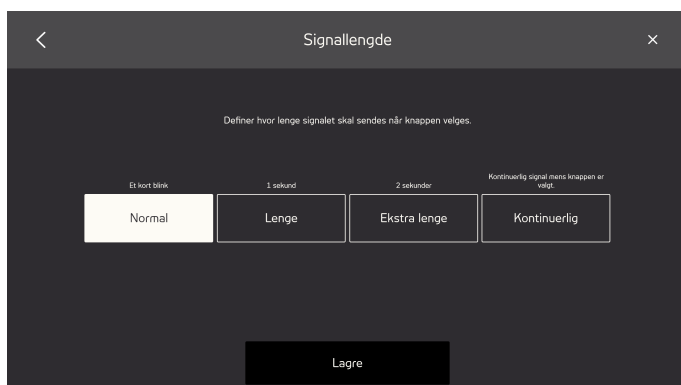 Signallengde
Definer hvor lenge signalet skal sendes når knappen velges.
Et kort blink
1 sekund
2 sekunder
Kontinuerlig signal mens knappen er
valgt.
Normal
Lenge
Ekstra lenge
Kontinuerlig
Lagre